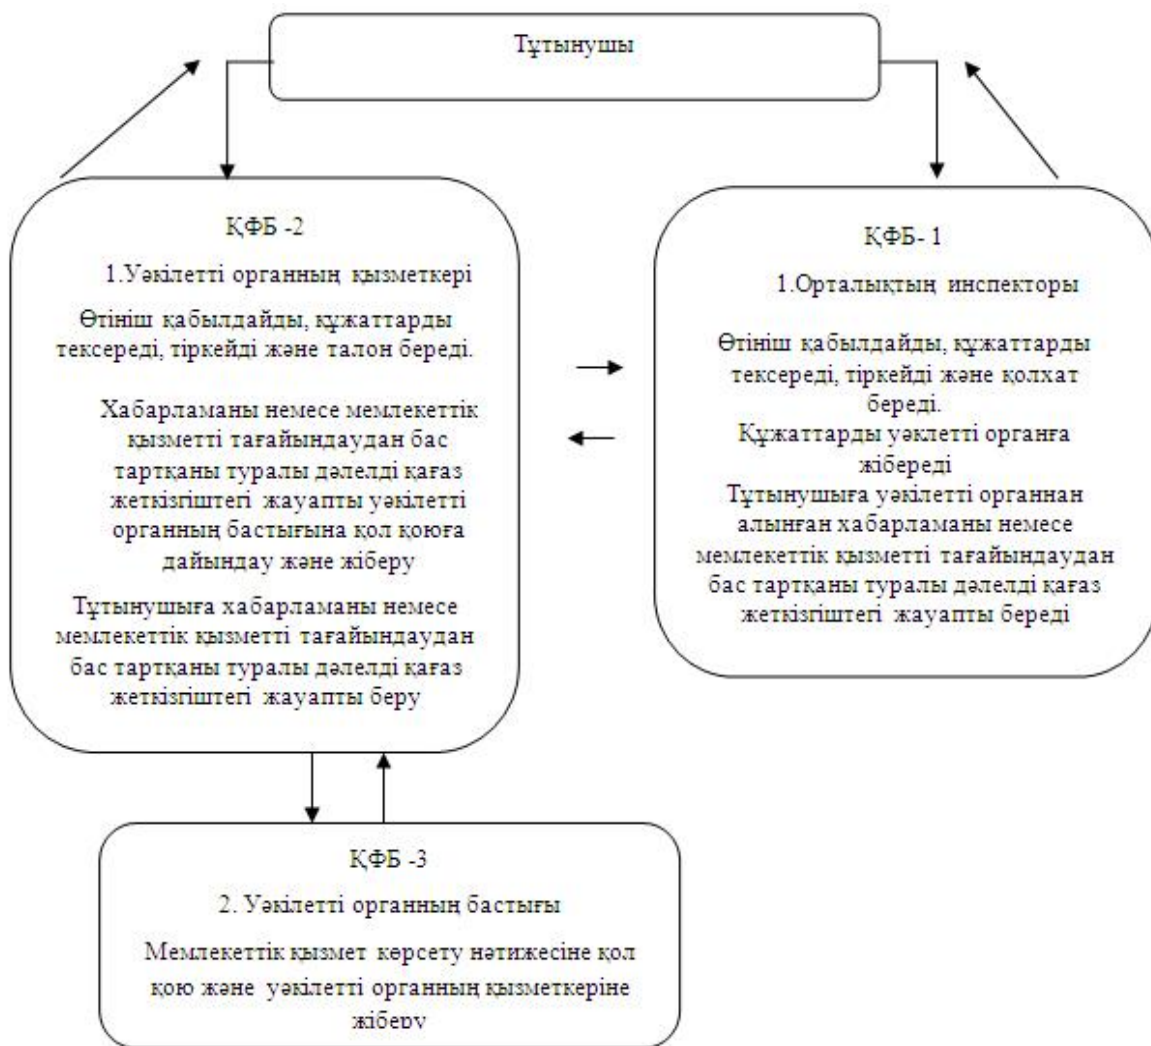 Тұтынушы
ҚФБ -2
1.Уәкілетті органның қызметкері
Өтініш қабылдайды, құжаттарды
тексереді, тіркейді және талон береді.
Хабарламаны немесе мемлекеттік
қызметті тағайындаудан бас
тартқаны туралы дәлелді қағаз
жеткізгіштегі жауапты уәкілетті
органның бастығына қол қоюға
дайындау және жіберу
Тұтынушыға хабарламаны немесе
мемлекеттік қызметті тағайындаудан
бас тартқаны туралы дәлелді қағаз
жеткізгіштегі жауапты беру
ҚФБ- 1
1.Орталықтың инспекторы
Өтініш қабылдайды, құжаттарды
тексереді, тіркейді және қолхат
береді.
Құжаттарды уәклетті органға
жібереді
Тұтынушыға уәкілетті органнан
алынған хабарламаны немесе
мемлекеттік қызметті тағайындаудан
бас тартқаны туралы дәлелді қағаз
жеткізгіштегі жауапты береді
ҚФБ -3
2. Уәкілетті органның бастығы
Мемлекеттік қызмет көрсету нәтижесіне қол
қою және уәкілетті органның қызметкеріне
жіберу